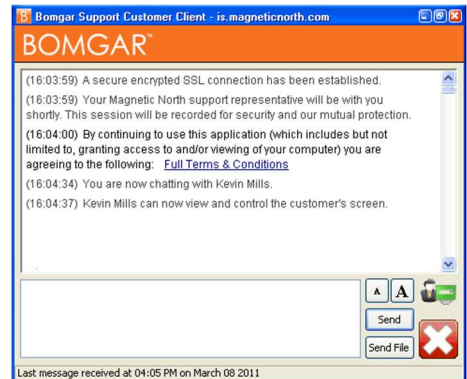 Bomgar Support Customer Client - is.magneticnorth.com
BOMGAR™
(16:03:59) A secure encrypted SSL connection has been established.
(16:03:59) Your Magnetic North support representative will be with you
shortly. This session will be recorded for security and our mutual protection.
(16:04:00) By continuing to use this application (which includes but not
limited to, granting access to and/or viewing of your computer) you are
agreeing to the following: Full Terms & Conditions
(16:04:34) You are now chatting with Kevin Mills.
(16:04:37) Kevin Mills can now view and control the customer's screen.
A A
Send
Send File
Last message received at 04:05 PM on March 08 2011